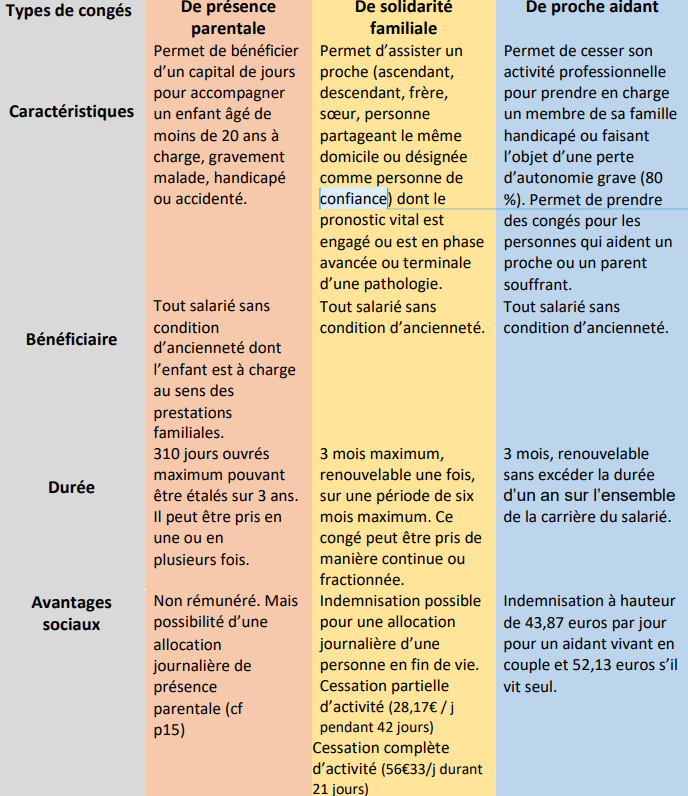 Types de congés
De présence
parentale
De solidarité
familiale
De proche aidant
Caractéristiques
Permet de bénéficier
d'un capital de jours
pour accompagner
un enfant âgé de
moins de 20 ans à
charge, gravement
malade, handicapé
ou accidenté.
Permet d'assister un
proche (ascendant,
descendant, frère,
sœur, personne
partageant le même
domicile ou désignée
comme personne de
confiance) dont le
pronostic vital est
engagé ou est en phase
avancée ou terminale
d'une pathologie.
Permet de cesser son
activité professionnelle
pour prendre en charge
un membre de sa famille
handicapé ou faisant
l'objet d'une perte
d'autonomie grave (80
%). Permet de prendre
des congés pour les
personnes qui aident un
proche ou un parent
souffrant.
Bénéficiaire
Tout salarié sans
condition
d'ancienneté dont
l'enfant est à charge
au sens des
prestations
familiales.
Tout salarié sans
condition d'ancienneté.
Tout salarié sans
condition d'ancienneté.
Durée
310 jours ouvrés
maximum pouvant
être étalés sur 3 ans.
Il peut être pris en
une ou en
plusieurs fois.
3 mois maximum,
renouvelable une fois,
sur une période de six
mois maximum. Ce
congé peut être pris de
manière continue ou
fractionnée.
3 mois, renouvelable
sans excéder la durée
d'un an sur l'ensemble
de la carrière du salarié.
Avantages
sociaux
Non rémunéré. Mais
possibilité d'une
allocation
journalière de
présence
parentale (cf
p15)
Indemnisation possible
pour une allocation
journalière d'une
personne en fin de vie.
Cessation partielle
d'activité (28,17€ / j
pendant 42 jours)
Cessation complète
d'activité (56€33/j durant
21 jours)
Indemnisation à hauteur
de 43,87 euros par jour
pour un aidant vivant en
couple et 52,13 euros s'il
vit seul.